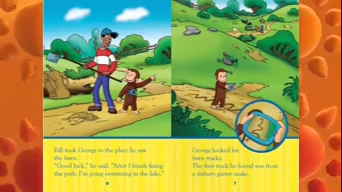 Bill took George to the place he saw
the fawn.
"Good luck," he said. "After I finish fixing
the path, I'm going swimming in the lake."
6
George looked for
fawn tracks.
The first track he found was from
a slithery garter snake.
7